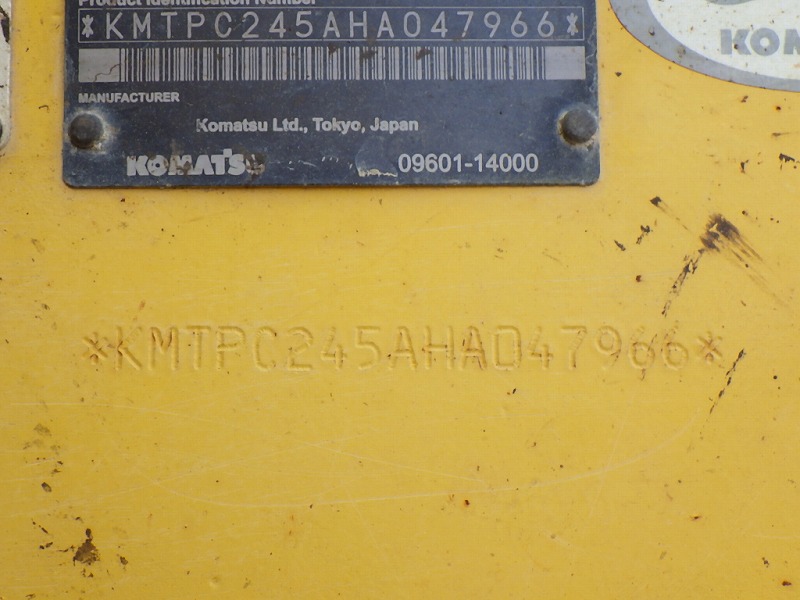 Product Identification Number
*KMTPC245AHA047966*
MANUFACTURER
Komatsu Ltd., Tokyo, Japan
KOMATSU 09601-14000
*KMTPC245AHA047966*